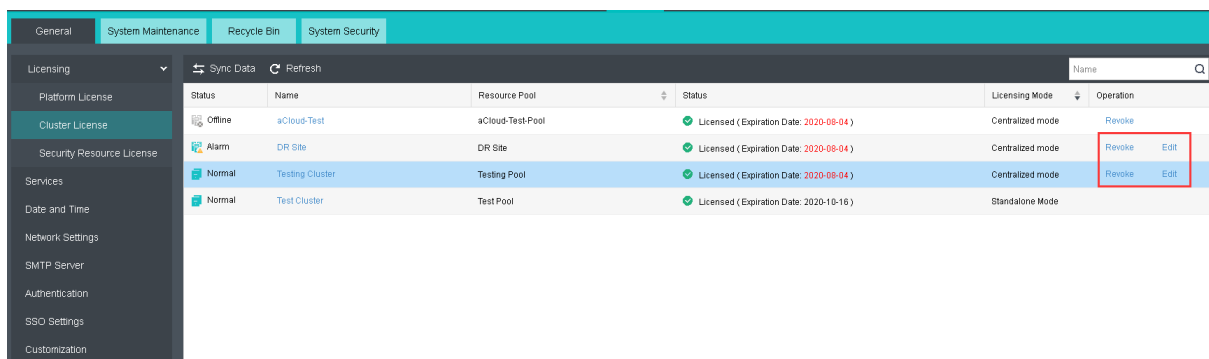 General System Maintenance Recycle Bin System Security
Licensing Sync Data Refresh Name
Platform License Status Name Resource Pool Status Licensing Mode Operation
Cluster License Offline aCloud-Test aCloud-Test-Pool Licensed ( Expiration Date: 2020-08-04 ) Centralized mode Revoke
Security Resource License Alarm DR Site DR Site Licensed ( Expiration Date: 2020-08-04 ) Centralized mode Revoke Edit
Services Normal Testing Cluster Testing Pool Licensed ( Expiration Date: 2020-08-04 ) Centralized mode Revoke Edit
Date and Time Normal Test Cluster Test Pool Licensed ( Expiration Date: 2020-10-16 ) Standalone Mode
Network Settings
SMTP Server
Authentication
SSO Settings
Customization